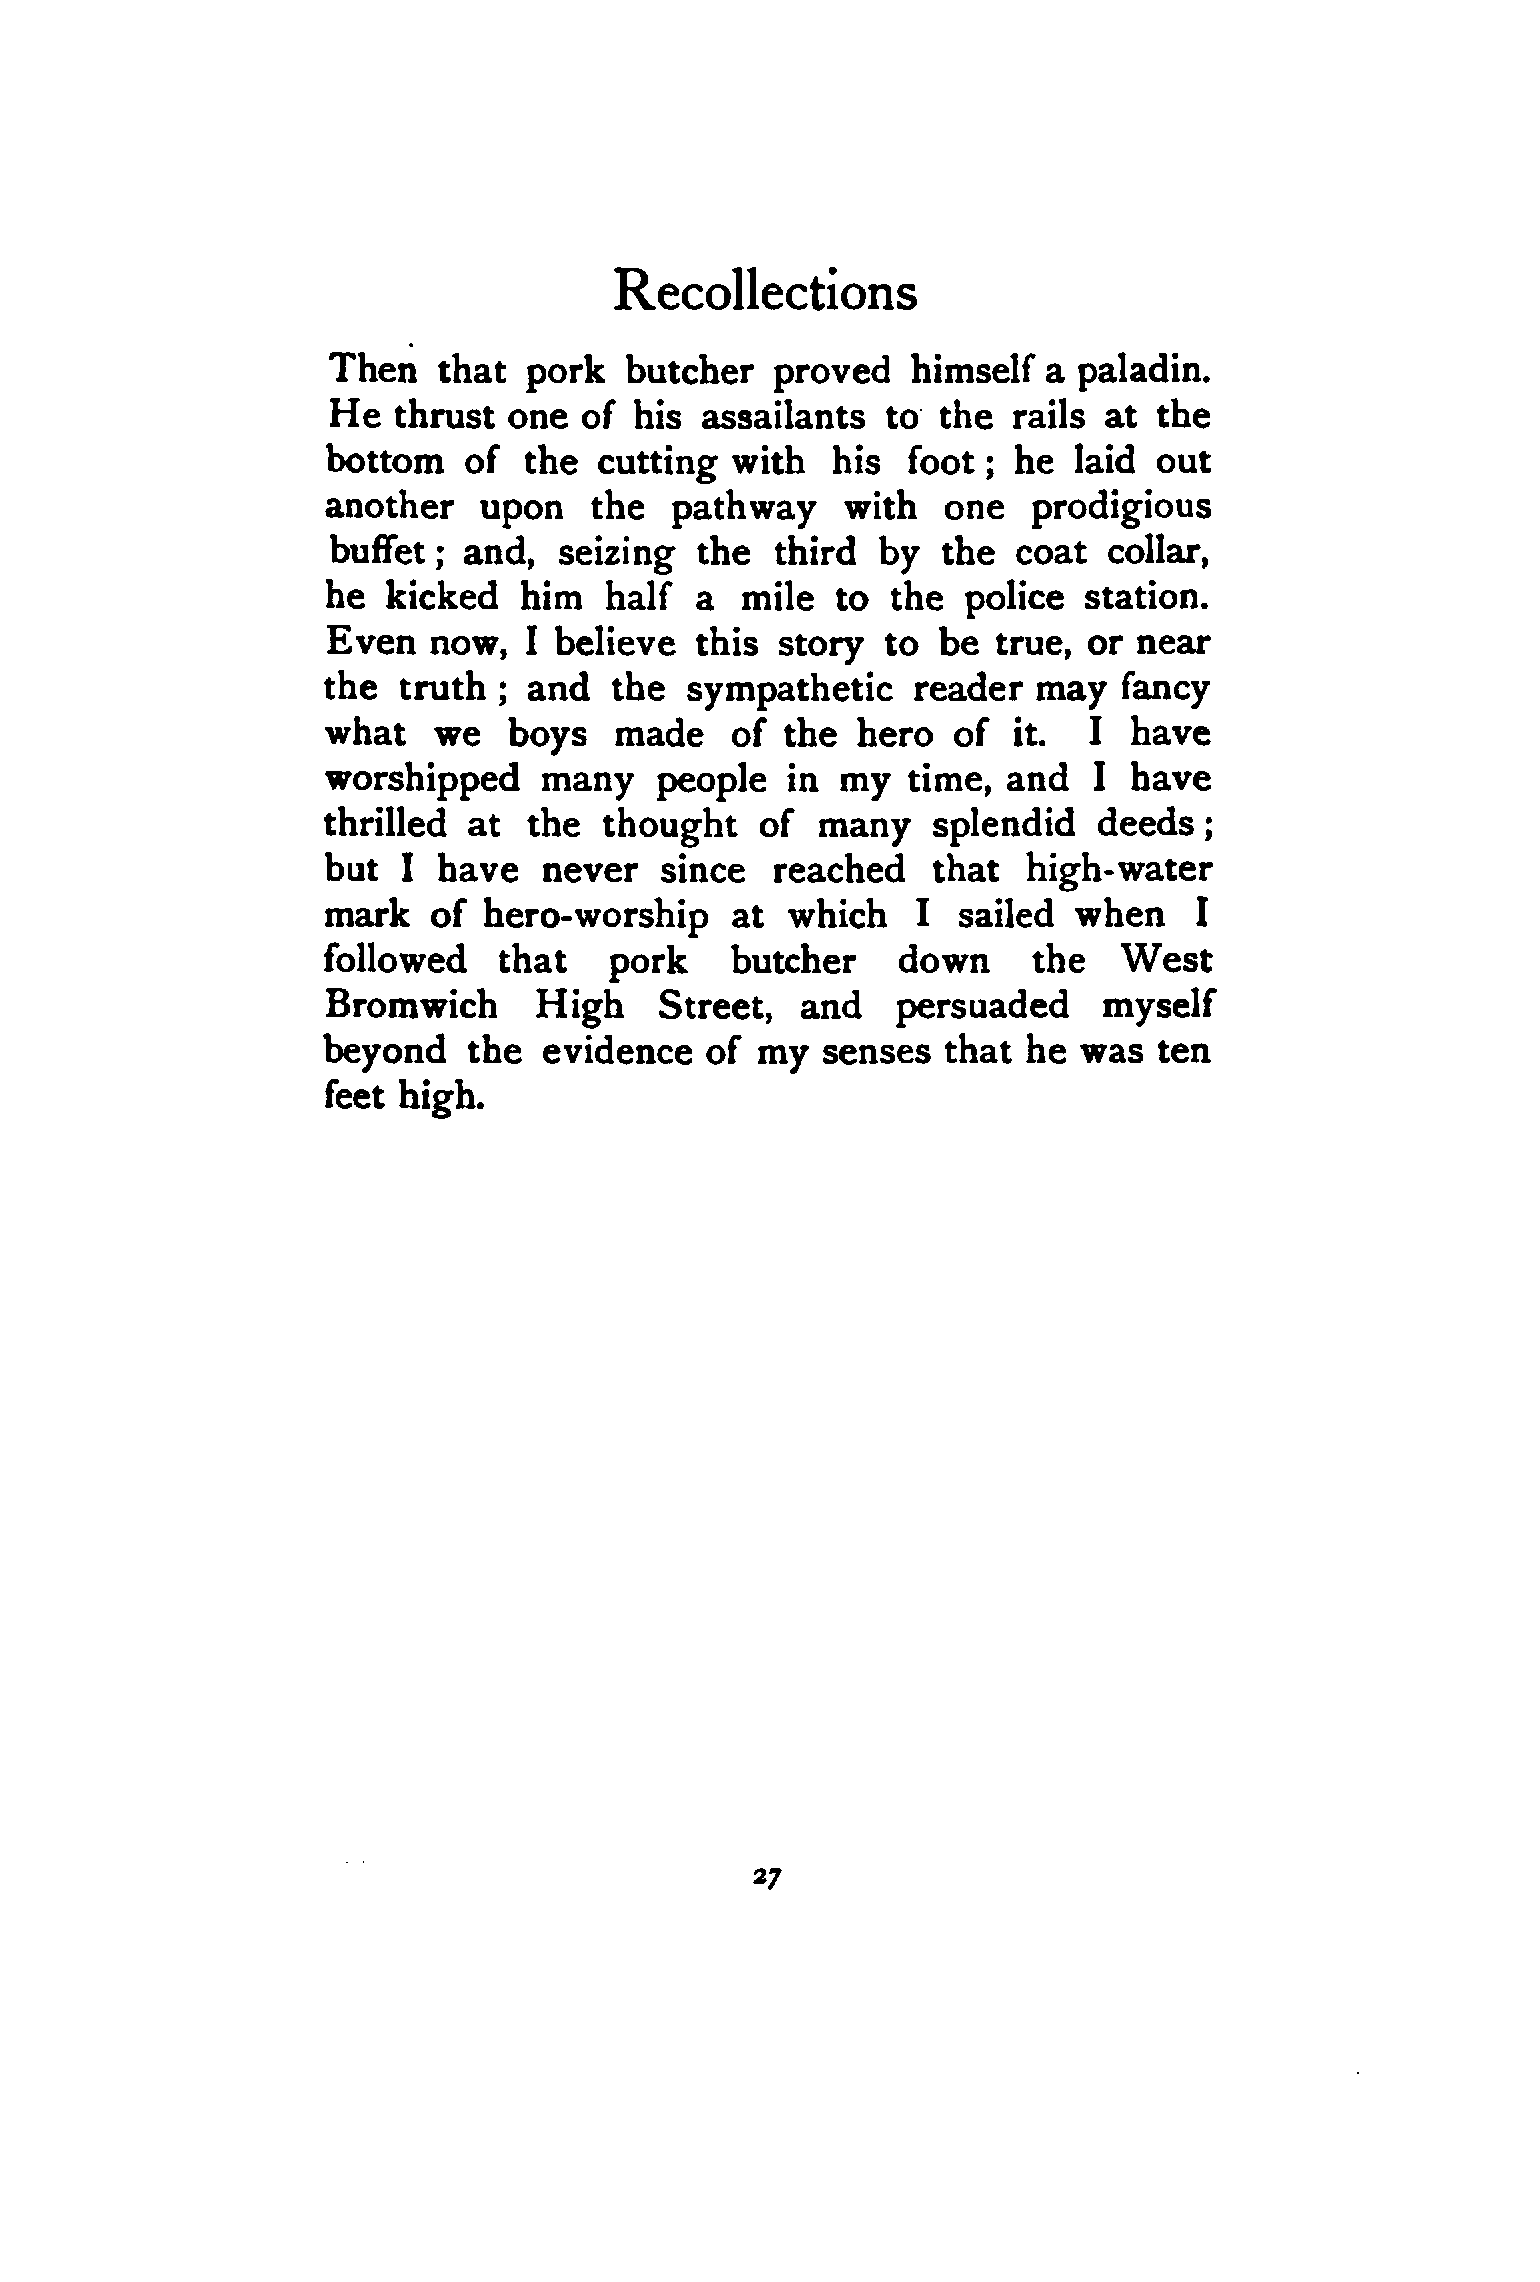 Recollections
Then that pork butcher proved himself a paladin.
He thrust one of his assailants to the rails at the
bottom of the cutting with his foot ; he laid out
another upon the pathway with one prodigious
buffet ; and, seizing the third by the coat collar,
he kicked him half a mile to the police station.
Even now, I believe this story to be true, or near
the truth ; and the sympathetic reader may fancy
what we boys made of the hero of it. I have
worshipped many people in my time, and I have
thrilled at the thought of many splendid deeds ;
but I have never since reached that high-water
mark of hero-worship at which I sailed when I
followed that pork butcher down the West
Bromwich High Street, and persuaded myself
beyond the evidence of my senses that he was ten
feet high.
27